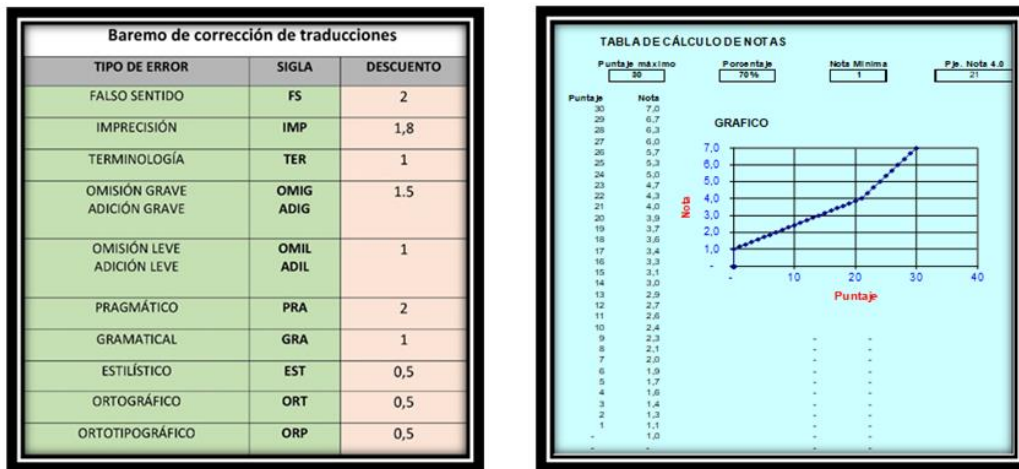 Baremo de corrección de traducciones
TIPO DE ERROR SIGLA DESCUENTO
FALSO SENTIDO FS 2
IMPRECISIÓN IMP 1,8
TERMINOLOGÍA TER 1
OMISIÓN GRAVE OMIG 1.5
ADICIÓN GRAVE ADIG
OMISIÓN LEVE OMIL 1
ADICIÓN LEVE ADIL
PRAGMÁTICO PRA 2
GRAMATICAL GRA 1
ESTILÍSTICO EST 0,5
ORTOGRÁFICO ORT 0,5
ORTOTIPOGRÁFICO ORP 0,5
TABLA DE CÁLCULO DE NOTAS
Puntaje máximo Porsentaje Nota Mínima Pje. Nota 4.0
30 70% 1 21
Puntaje Nota
30 7,0
29 6,7
28 6,3
27 6,0
26 5,7
25 5,3
24 5,0
23 4,7
22 4,3
21 4,0
20 3,9
19 3,7
18 3,6
17 3,4
16 3,3
15 3,1
14 3,0
13 2,9
12 2,7
11 2,6
10 2,4
9 2,3
8 2,1
7 2,0
6 1,9
5 1,7
4 1,6
3 1,4
2 1,3
1 1,1
- 1,0
GRAFICO
7,0
6,0
5,0
4,0
3,0
2,0
1,0
-
Nota
- 10 20 30 40
Puntaje